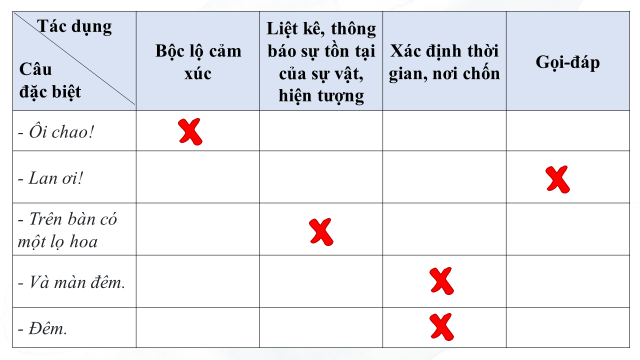 Tác dụng
Câu
đặc biệt
Bộc lộ cảm
xúc
Liệt kê, thông
báo sự tồn tại
của sự vật,
hiện tượng
Xác định thời
gian, nơi chốn
Gọi-đáp
- Ôi chao!
- Lan ơi!
- Trên bàn có
một lọ hoa
- Và màn đêm.
- Đêm.